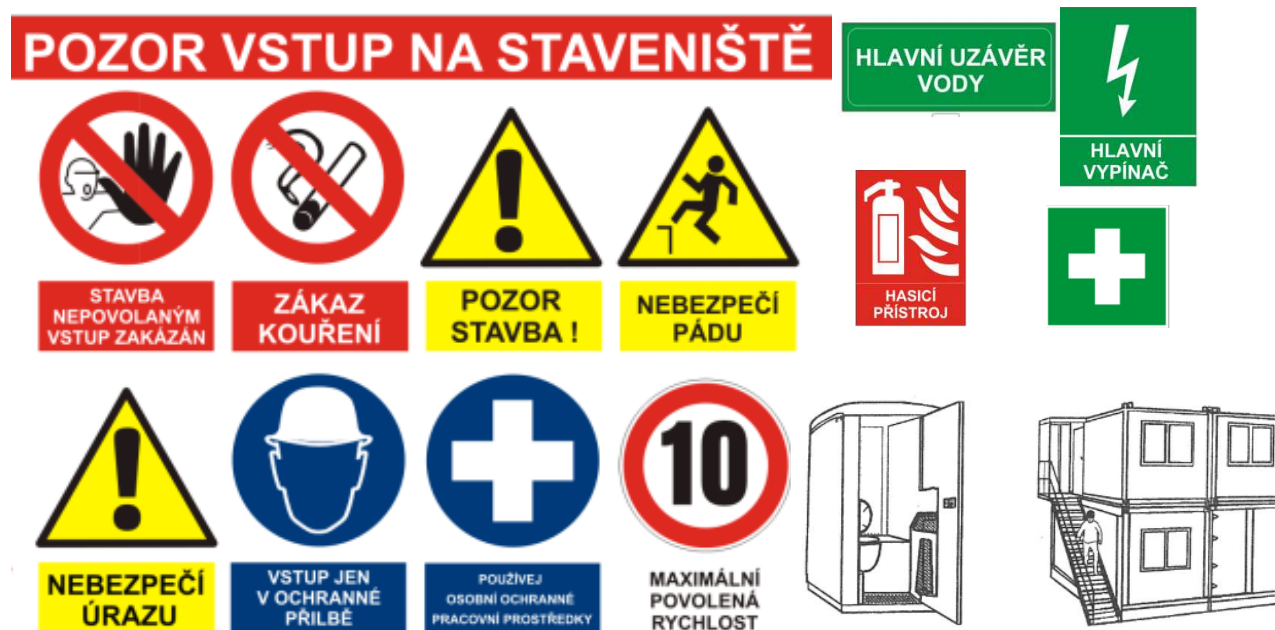 POZOR VSTUP NA STAVENIŠTĚ
HLAVNÍ UZÁVĚR
VODY
HLAVNÍ
VYPÍNAČ
STAVBA
NEPOVOLANÝM
VSTUP ZAKÁZÁN
ZÁKAZ
KOUŘENÍ
POZOR
STAVBA !
NEBEZPEČÍ
PÁDU
HASICÍ
PŘÍSTROJ
NEBEZPEČÍ
ÚRAZU
VSTUP JEN
V OCHRANNÉ
PŘILBĚ
POUŽÍVEJ
OSOBNÍ OCHRANNÉ
PRACOVNÍ PROSTŘEDKY
10
MAXIMÁLNÍ
POVOLENÁ
RYCHLOST